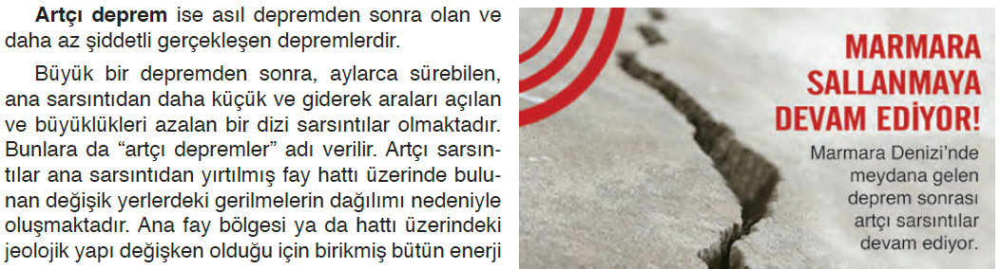 Artçı deprem ise asıl depremden sonra olan ve
daha az şiddetli gerçekleşen depremlerdir.
Büyük bir depremden sonra, aylarca sürebilen,
ana sarsıntıdan daha küçük ve giderek araları açılan
ve büyüklükleri azalan bir dizi sarsıntılar olmaktadır.
Bunlara da “artçı depremler” adı verilir. Artçı sarsın-
tılar ana sarsıntıdan yırtılmış fay hattı üzerinde bulu-
nan değişik yerlerdeki gerilmelerin dağılımı nedeniyle
oluşmaktadır. Ana fay bölgesi ya da hattı üzerindeki
jeolojik yapı değişken olduğu için birikmiş bütün enerji
MARMARA
SALLANMAYA
DEVAM EDİYOR!
Marmara Denizi’nde
meydana gelen
deprem sonrası
artçı sarsıntılar
devam ediyor.